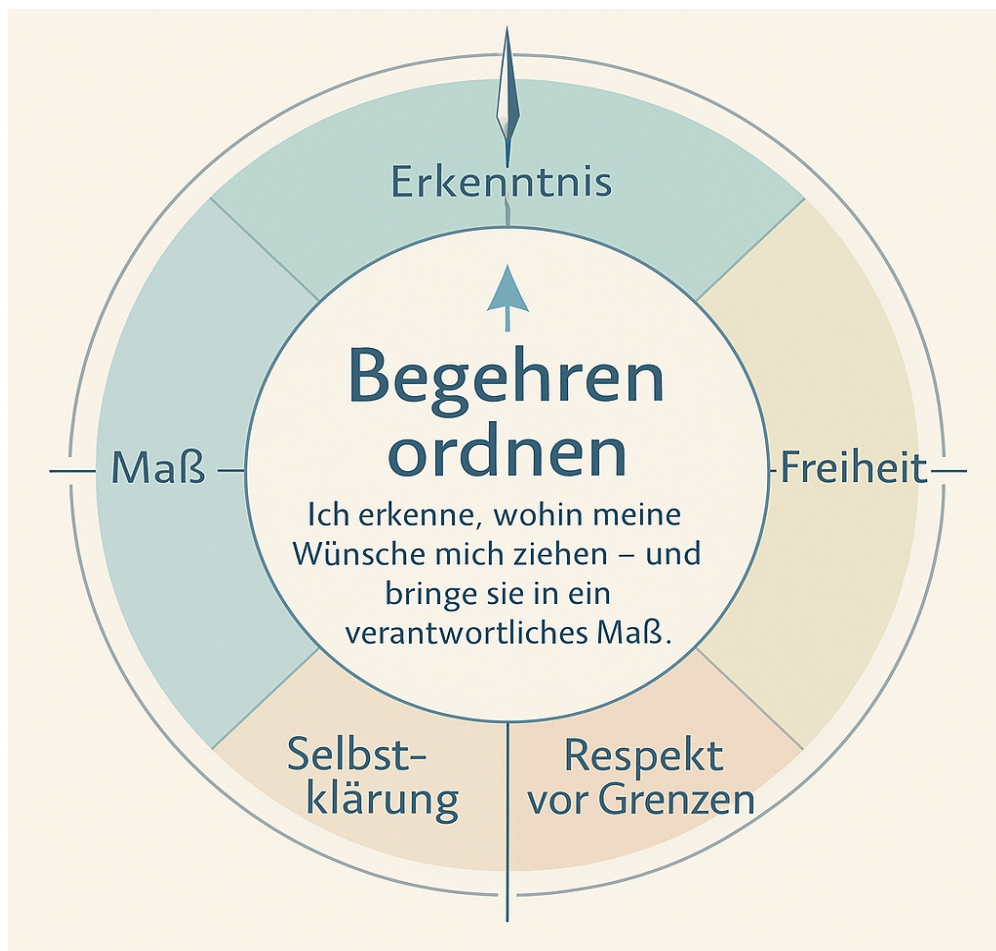 Erkenntnis
Begehren
ordnen
Ich erkenne, wohin meine
Wünsche mich ziehen – und
bringe sie in ein
verantwortliches Maß.
Maß
Freiheit
Selbst-
klärung
Respekt
vor Grenzen